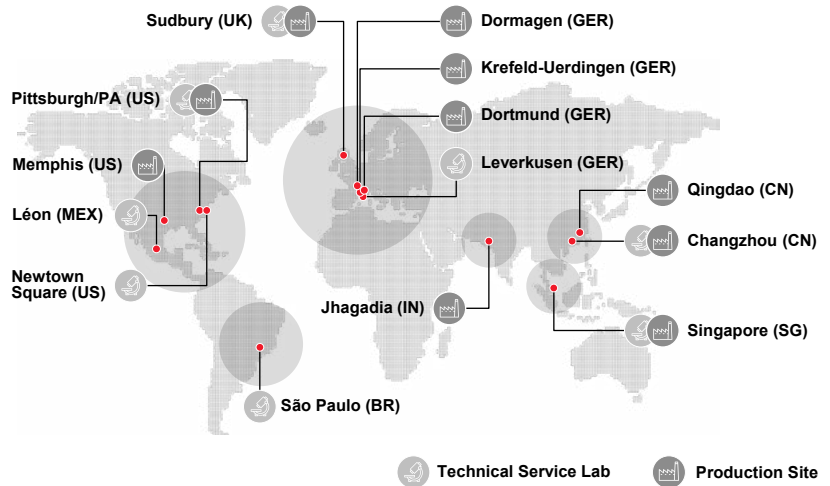 Sudbury (UK)
Dormagen (GER)
Krefeld-Uerdingen (GER)
Pittsburgh/PA (US)
Dortmund (GER)
Memphis (US)
Leverkusen (GER)
Qingdao (CN)
Léon (MEX)
Changzhou (CN)
Newtown
Square (US)
Jhagadia (IN)
Singapore (SG)
São Paulo (BR)
Technical Service Lab
Production Site